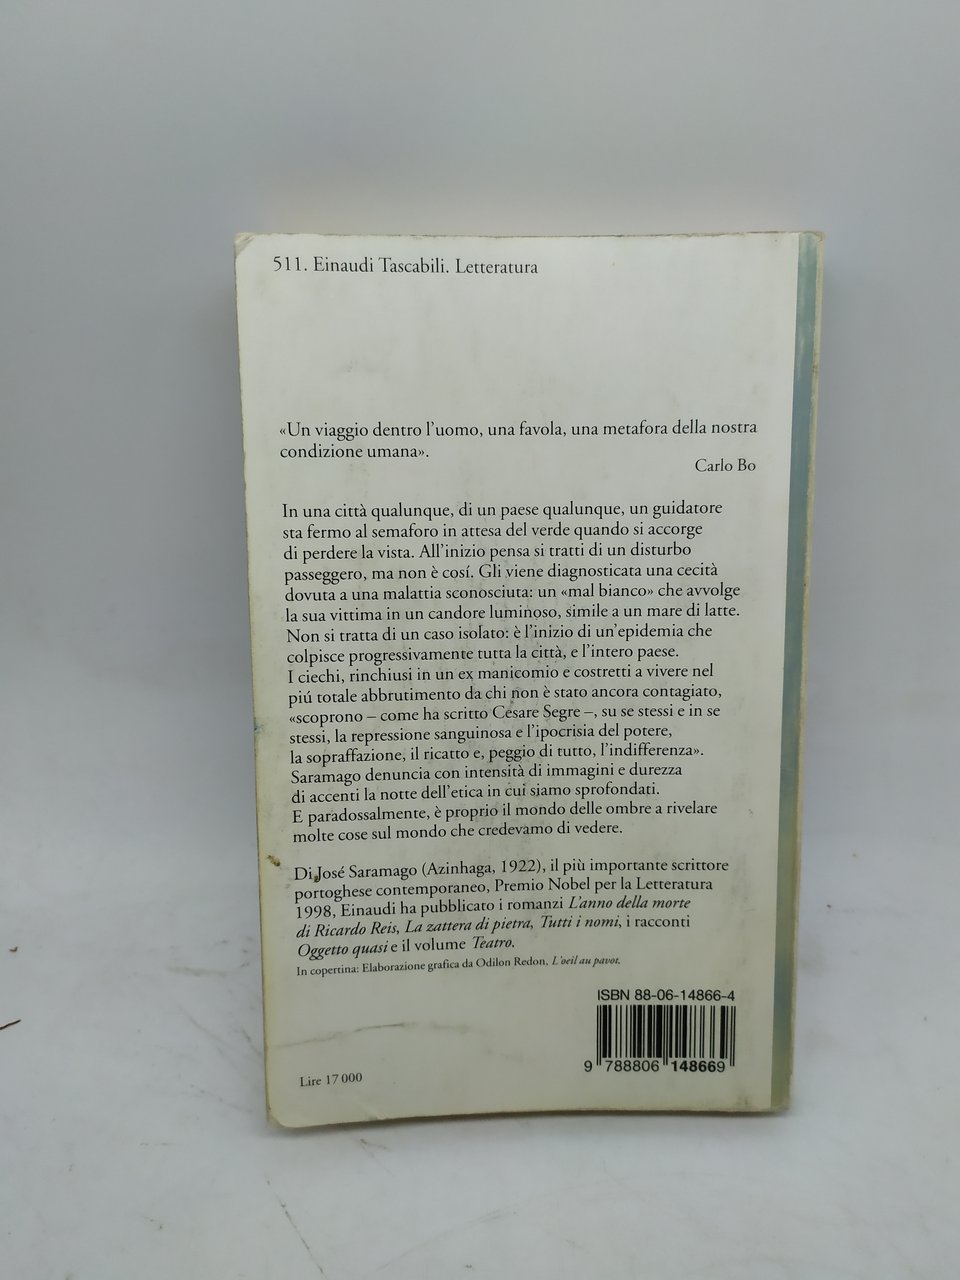 511. Einaudi Tascabili. Letteratura
«Un viaggio dentro l'uomo, una favola, una metafora della nostra
condizione umana».
Carlo Bo
In una città qualunque, di un paese qualunque, un guidatore
sta fermo al semaforo in attesa del verde quando si accorge
di perdere la vista. All'inizio pensa si tratti di un disturbo
passeggero, ma non è cosí. Gli viene diagnosticata una cecità
dovuta a una malattia sconosciuta: un «mal bianco» che avvolge
la sua vittima in un candore luminoso, simile a un mare di latte.
Non si tratta di un caso isolato: è l'inizio di un'epidemia che
colpisce progressivamente tutta la città, e l'intero paese.
I ciechi, rinchiusi in un ex manicomio e costretti a vivere nel
piú totale abbrutimento da chi non è stato ancora contagiato,
«scoprono – come ha scritto Cesare Segre –, su se stessi e in se
stessi, la repressione sanguinosa e l'ipocrisia del potere,
la sopraffazione, il ricatto e, peggio di tutto, l'indifferenza».
Saramago denuncia con intensità di immagini e durezza
di accenti la notte dell'etica in cui siamo sprofondati.
E paradossalmente, è proprio il mondo delle ombre a rivelare
molte cose sul mondo che credevamo di vedere.
Di José Saramago (Azinhaga, 1922), il più importante scrittore
portoghese contemporaneo, Premio Nobel per la Letteratura
1998, Einaudi ha pubblicato i romanzi L'anno della morte
di Ricardo Reis, La zattera di pietra, Tutti i nomi, i racconti
Oggetto quasi e il volume Teatro.
In copertina: Elaborazione grafica da Odilon Redon, L'oeil au pavot.
ISBN 88-06-14866-4
9 788806 148669
Lire 17 000